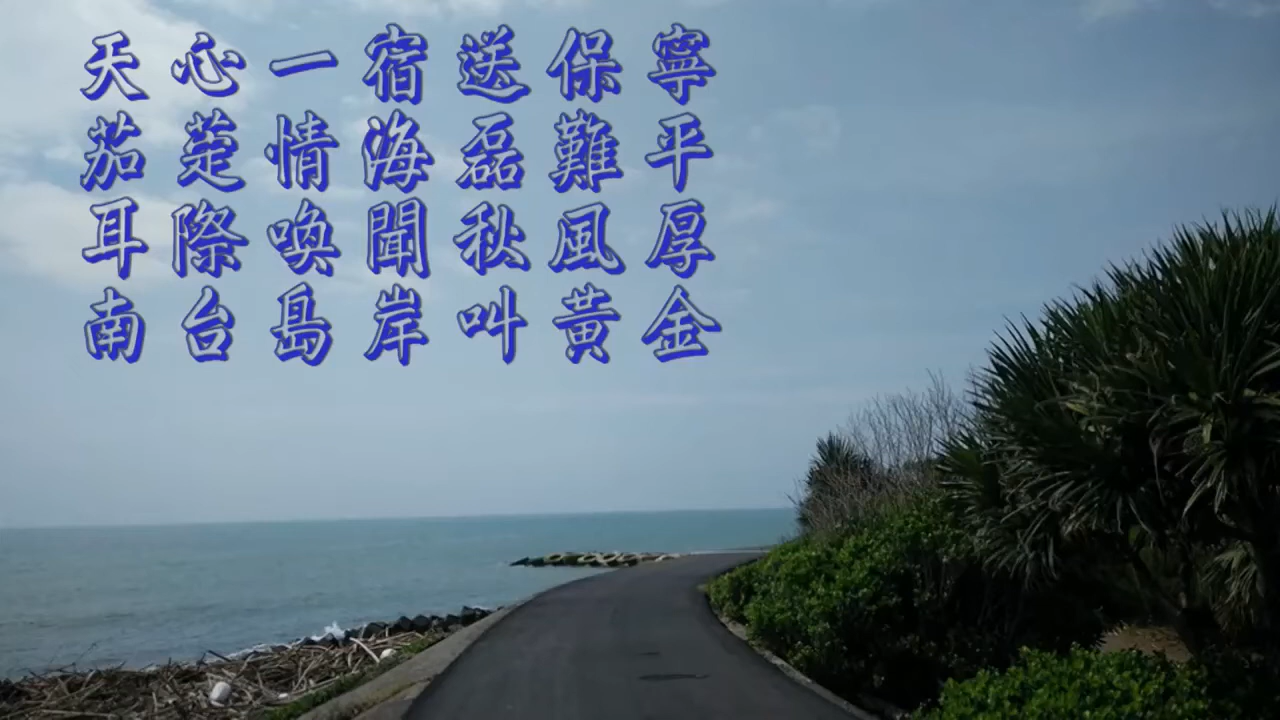 天心一宿送保寧
茄萣情海磊難平
耳際喚聞秋風厚
南台島岸叫黃金